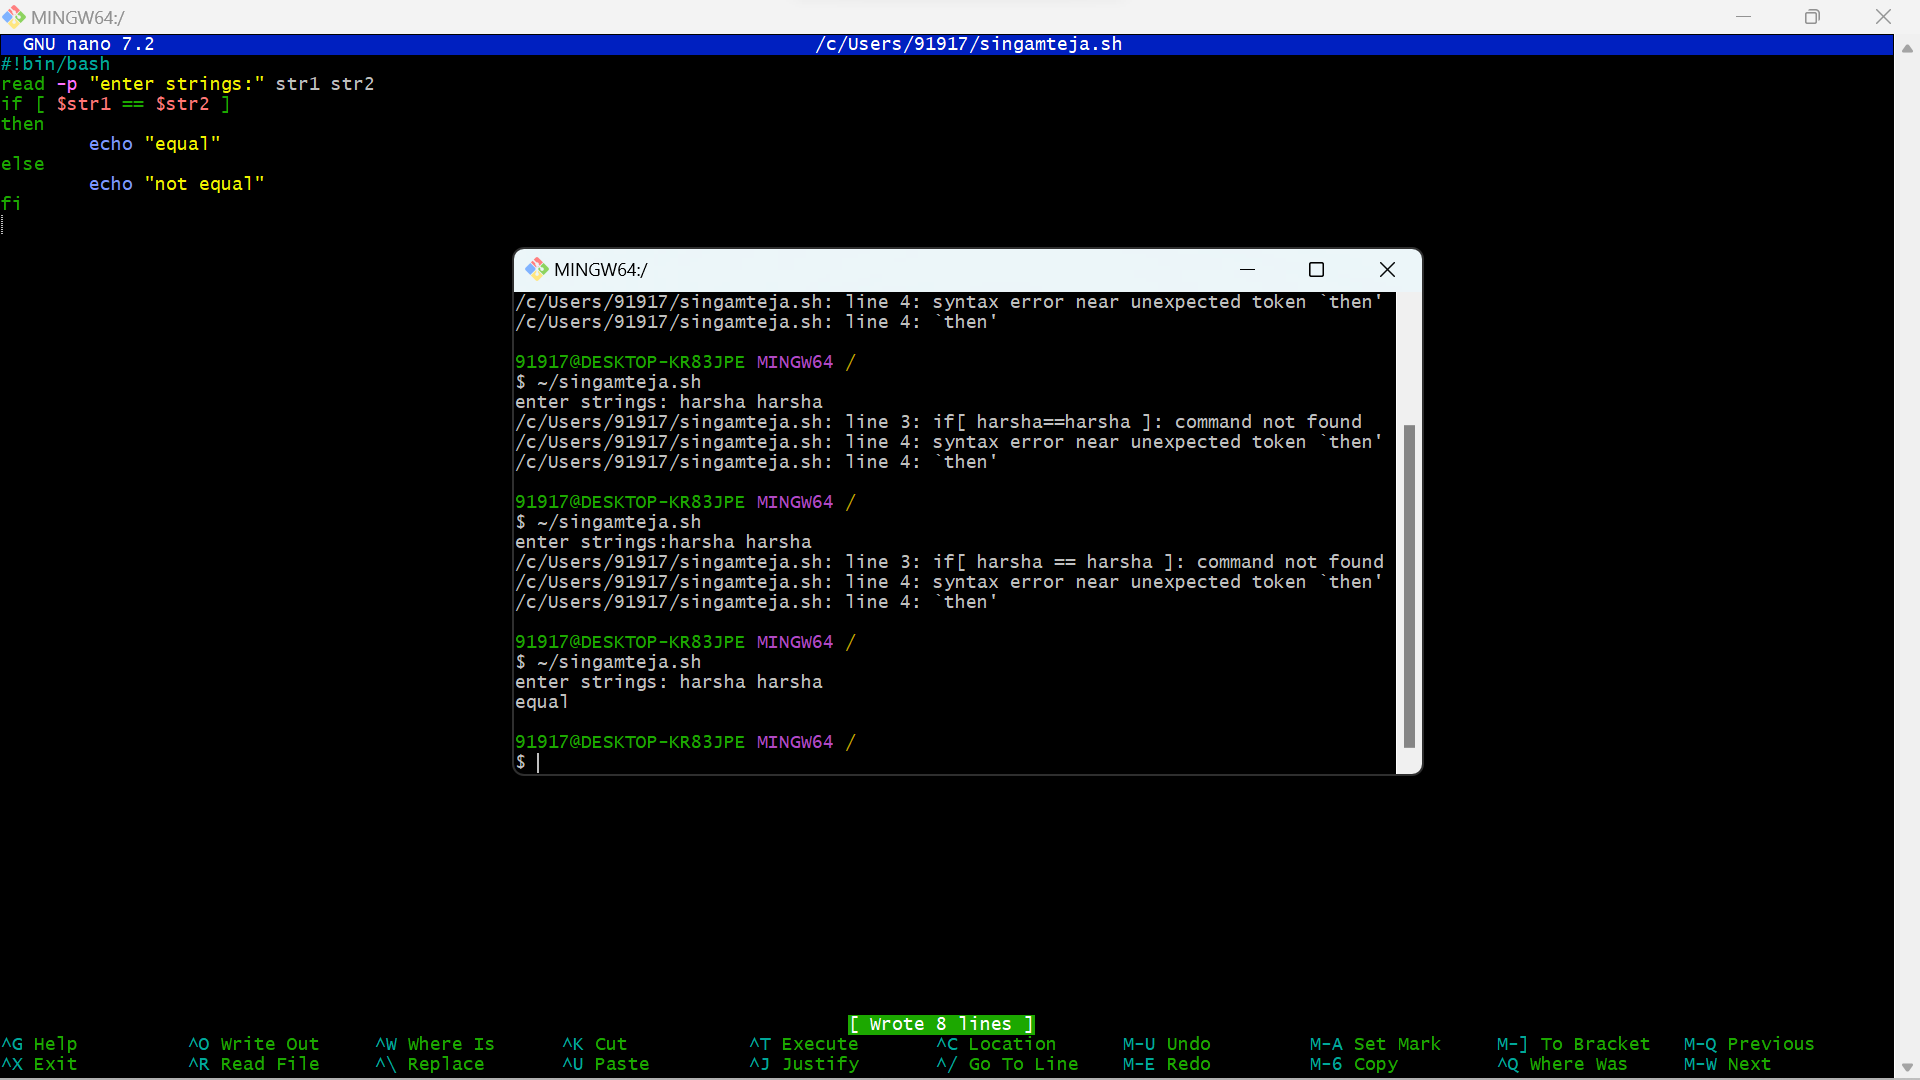 MINGW64:/
GNU nano 7.2 /c/Users/91917/singamteja.sh
#!bin/bash
read -p "enter strings:" str1 str2
if [ $str1 == $str2 ]
then
        echo "equal"
else
        echo "not equal"
fi
MINGW64:/
/c/Users/91917/singamteja.sh: line 4: syntax error near unexpected token `then'
/c/Users/91917/singamteja.sh: line 4: `then'
91917@DESKTOP-KR83JPE MINGW64 /
$ ~/singamteja.sh
enter strings: harsha harsha
/c/Users/91917/singamteja.sh: line 3: if[ harsha==harsha ]: command not found
/c/Users/91917/singamteja.sh: line 4: syntax error near unexpected token `then'
/c/Users/91917/singamteja.sh: line 4: `then'
91917@DESKTOP-KR83JPE MINGW64 /
$ ~/singamteja.sh
enter strings:harsha harsha
/c/Users/91917/singamteja.sh: line 3: if[ harsha == harsha ]: command not found
/c/Users/91917/singamteja.sh: line 4: syntax error near unexpected token `then'
/c/Users/91917/singamteja.sh: line 4: `then'
91917@DESKTOP-KR83JPE MINGW64 /
$ ~/singamteja.sh
enter strings: harsha harsha
equal
91917@DESKTOP-KR83JPE MINGW64 /
$
[ Wrote 8 lines ]
^G Help ^O Write Out ^W Where Is ^K Cut ^T Execute ^C Location M-U Undo M-A Set Mark M-] To Bracket M-Q Previous
^X Exit ^R Read File ^\ Replace ^U Paste ^J Justify ^/ Go To Line M-E Redo M-6 Copy ^Q Where Was M-W Next